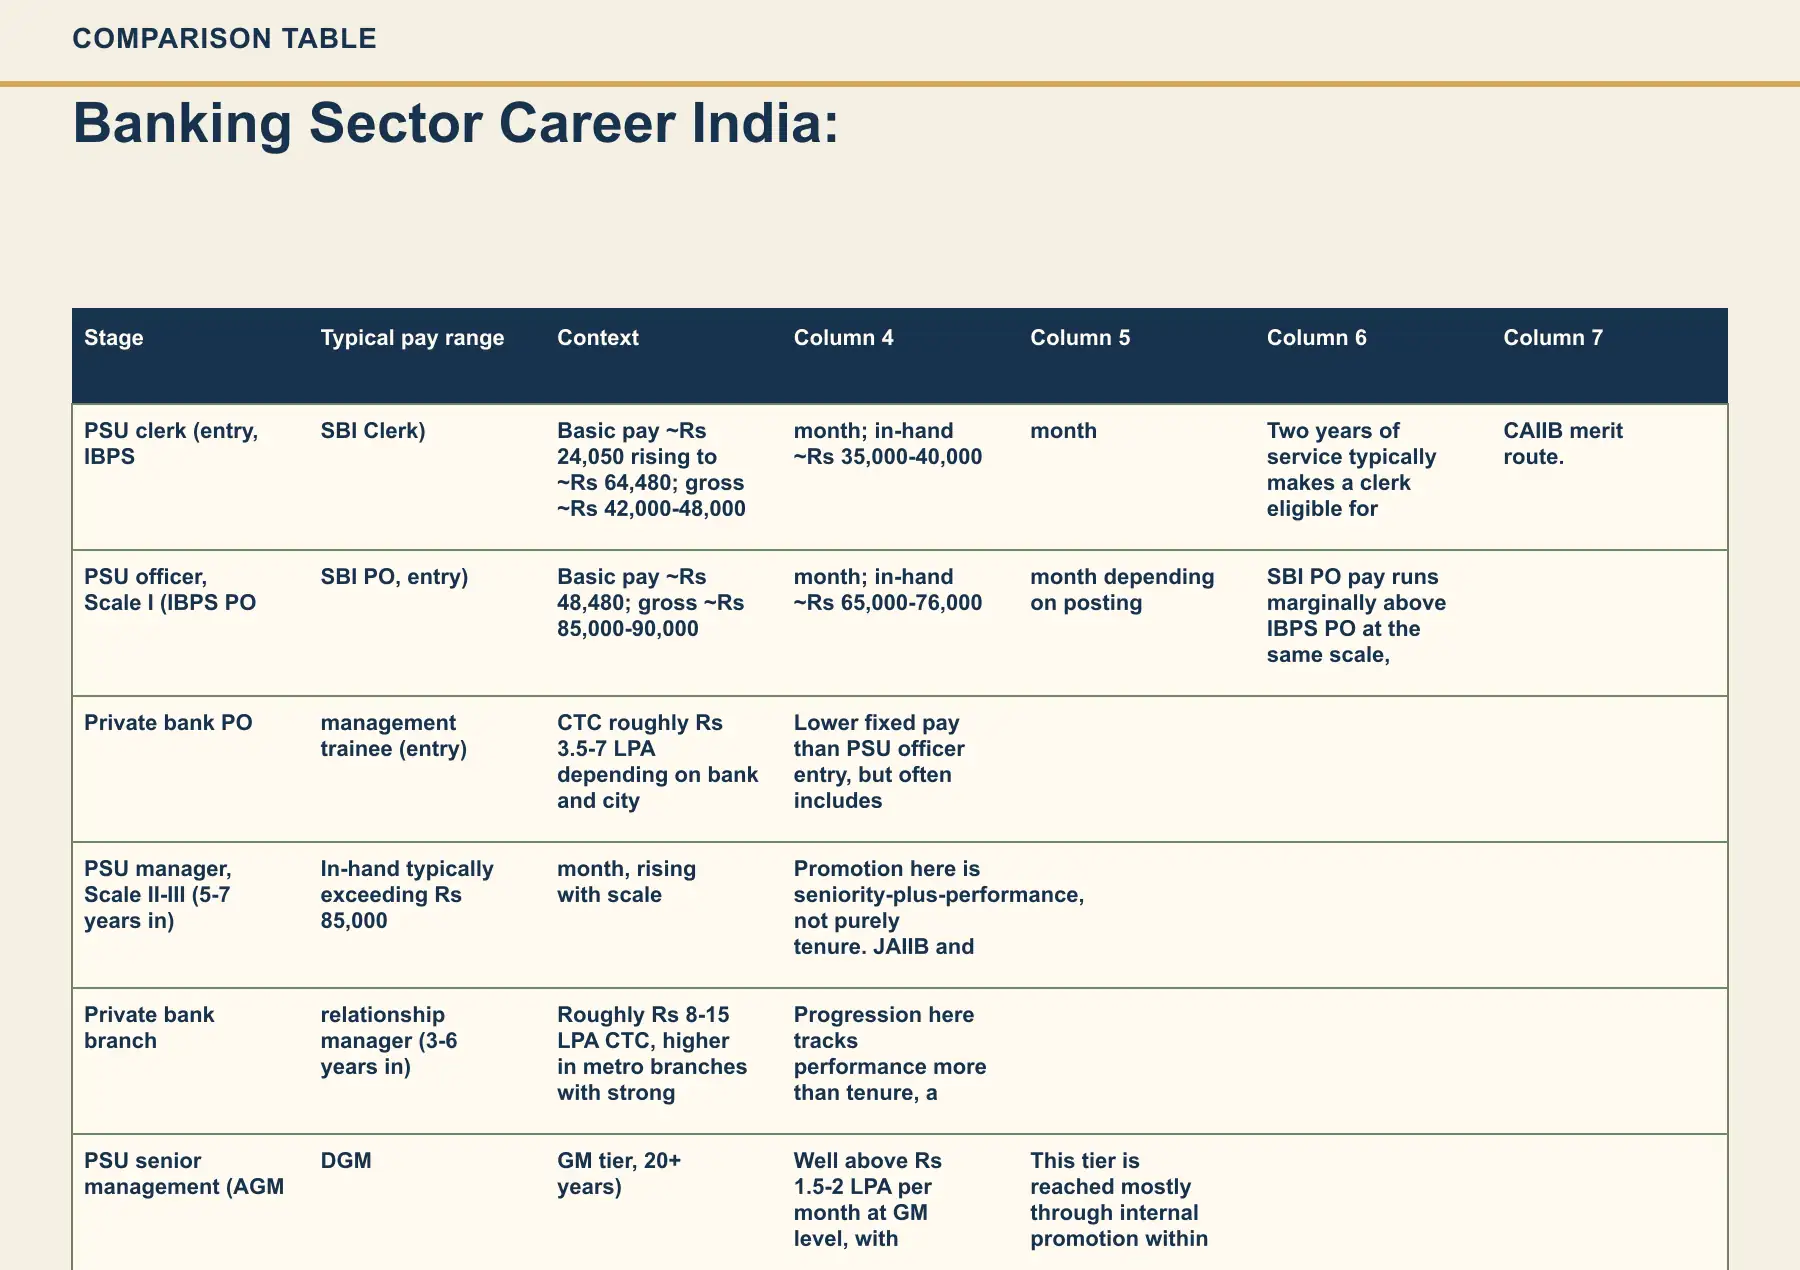 COMPARISON TABLE
Banking Sector Career India:
Stage
Typical pay range
Context
Column 4
Column 5
Column 6
Column 7
PSU clerk (entry,
IBPS
SBI Clerk)
Basic pay ~Rs
24,050 rising to
~Rs 64,480; gross
~Rs 42,000-48,000
month; in-hand
~Rs 35,000-40,000
month
Two years of
service typically
makes a clerk
eligible for
CAIIB merit
route.
PSU officer,
Scale I (IBPS PO
SBI PO, entry)
Basic pay ~Rs
48,480; gross ~Rs
85,000-90,000
month; in-hand
~Rs 65,000-76,000
month depending
on posting
SBI PO pay runs
marginally above
IBPS PO at the
same scale,
Private bank PO
management
trainee (entry)
CTC roughly Rs
3.5-7 LPA
depending on bank
and city
Lower fixed pay
than PSU officer
entry, but often
includes
PSU manager,
Scale II-III (5-7
years in)
In-hand typically
exceeding Rs
85,000
month, rising
with scale
Promotion here is
seniority-plus-performance,
not purely
tenure. JAIIB and
Private bank
branch
relationship
manager (3-6
years in)
Roughly Rs 8-15
LPA CTC, higher
in metro branches
with strong
Progression here
tracks
performance more
than tenure, a
PSU senior
management (AGM
DGM
GM tier, 20+
years)
Well above Rs
1.5-2 LPA per
month at GM
level, with
This tier is
reached mostly
through internal
promotion within